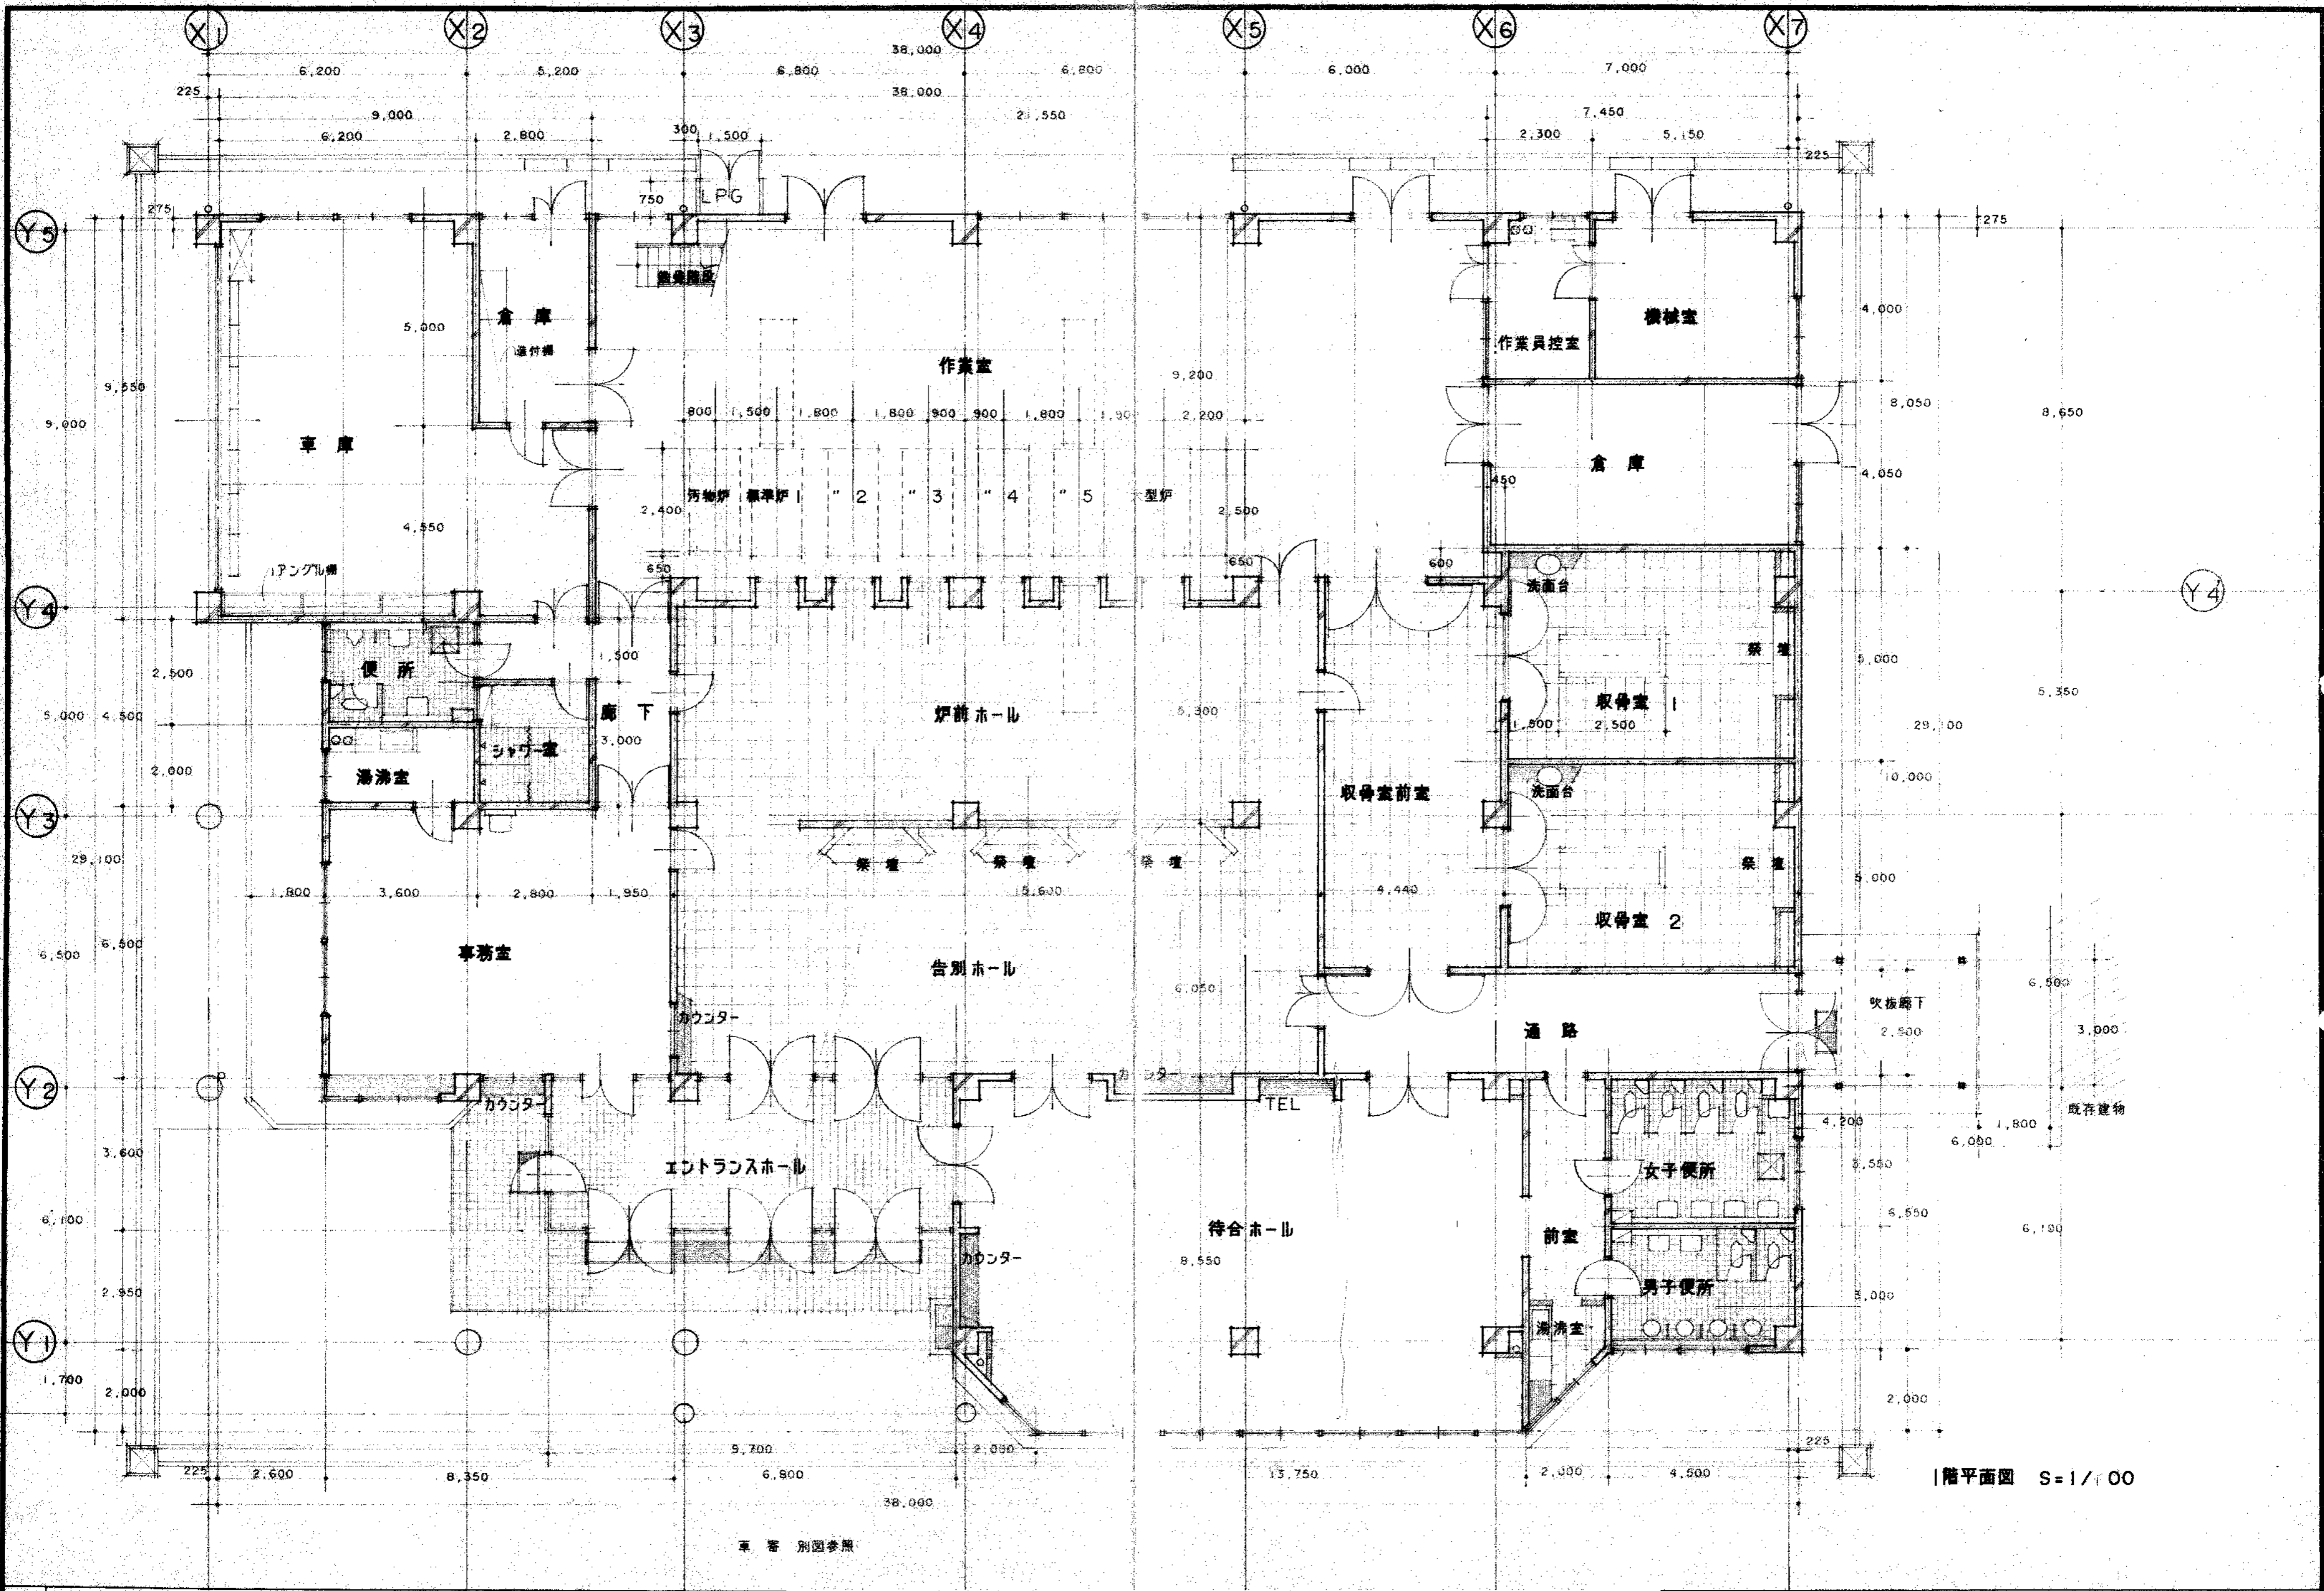 X1 X2 X3 X4 X5 X6 X7
38,000
6,200 5,200 6,800 6,800 6,000 7,000
225 38,000
9,000 21,550 7,450
6,200 2,800 300 1,500 2,300 5,150
225
275 750 LPG 275
Y5
倉 庫
5,000
機械室
4,000
作業員控室
作業室
9,550
9,200
9,000
800 1,500 1,800 1,800 900 900 1,800 2,200
8,050 8,650
車 庫
倉 庫
4,050
450
汚物炉 標準炉 1 〃 2 〃 3 〃 4 〃 5 型炉
2,400 2,500
4,550
アングル棚
650 650 600
洗面台
Y4 Y4
1,500
祭 壇
5,000
便 所
2,500
収骨室 1
5,350
5,000 4,500
廊 下
炉前ホール
5,300
1,500 2,500
29,100
3,000
シャワー室
2,000
湯沸室
10,000
収骨室前室
洗面台
Y3
29,100
祭 壇 祭 壇 祭 壇
祭 壇
5,000
1,800 3,600 2,800 1,950
15,600
4,440
収骨室 2
6,500 6,500
事務室
告別ホール
6,050
6,500
吹抜廊下
カウンター
通 路
2,500 3,000
Y2
カウンター
TEL
既存建物
4,200
1,800
6,000
3,600
エントランスホール
女子便所
3,550
6,100
6,550
待合ホール
前室
カウンター
8,550
男子便所
2,950
3,000
湯沸室
Y1
1,700 2,000
2,000
9,700 2,000
225 225
2,600 8,350 6,800 13,750 2,000 4,500
38,000
1階平面図 S=1/100
車 寄 別図参照